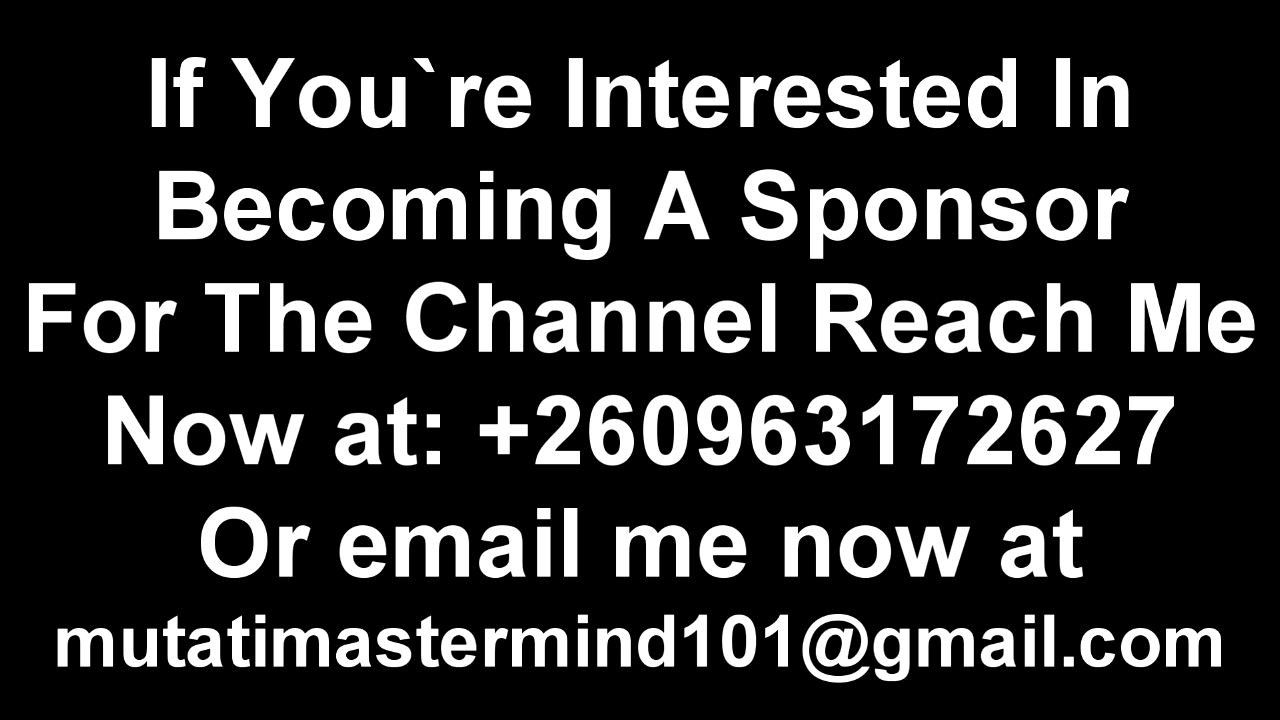 If You`re Interested In
Becoming A Sponsor
For The Channel Reach Me
Now at: +260963172627
Or email me now at
mutatimastermind101@gmail.com